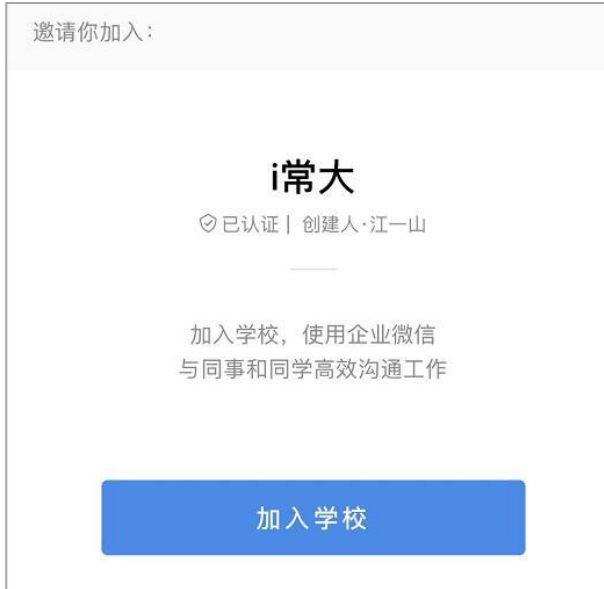 邀请你加入：
i常大
已认证 | 创建人·江一山
加入学校，使用企业微信
与同事和同学高效沟通工作
加入学校